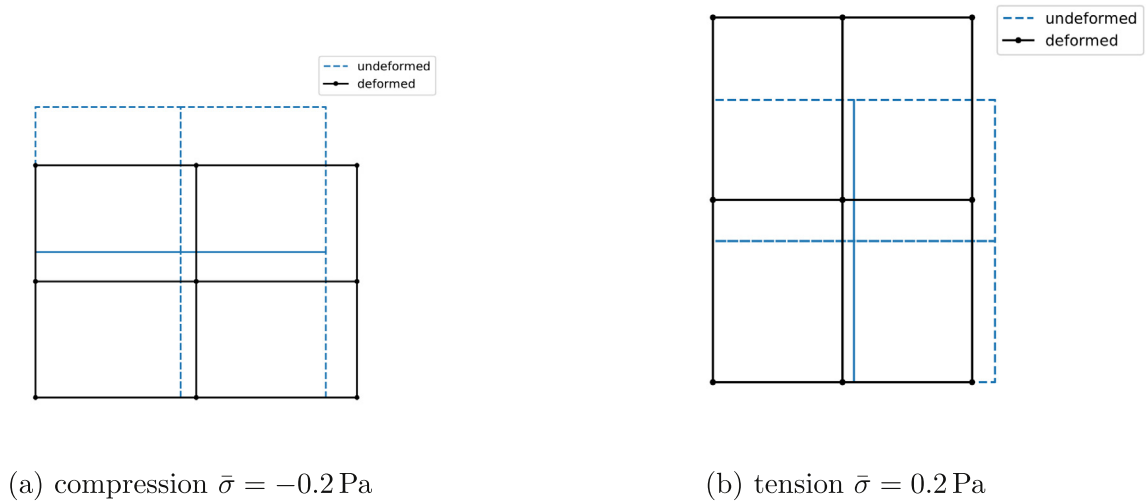 undeformed
deformed
undeformed
deformed
(a) compression σ̄ = −0.2 Pa
(b) tension σ̄ = 0.2 Pa